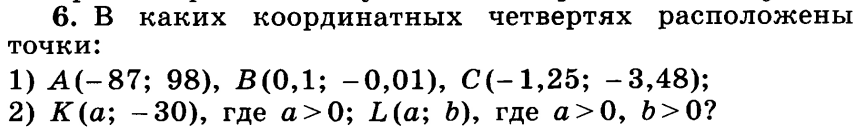 6. В каких координатных четвертях расположены
точки:
1) A(−87; 98), B(0,1; −0,01), C(−1,25; −3,48);
2) K(a; −30), где a>0; L(a; b), где a>0, b>0?